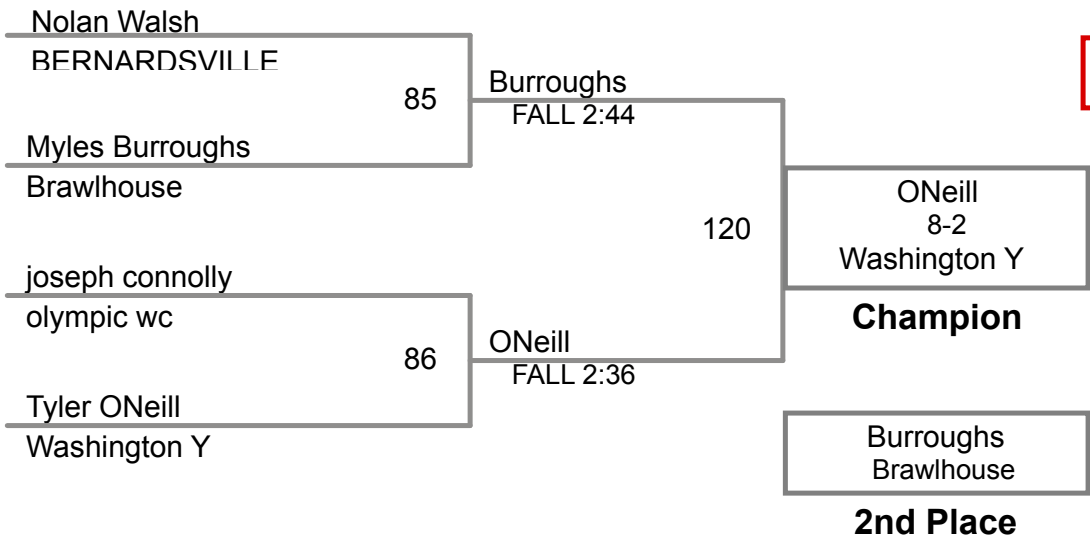 Nolan Walsh
BERNARDSVILLE
85
Burroughs
FALL 2:44
Myles Burroughs
Brawlhouse
120
ONeill
8-2
Washington Y
Champion
joseph connolly
olympic wc
86
ONeill
FALL 2:36
Tyler ONeill
Washington Y
Burroughs
Brawlhouse
2nd Place